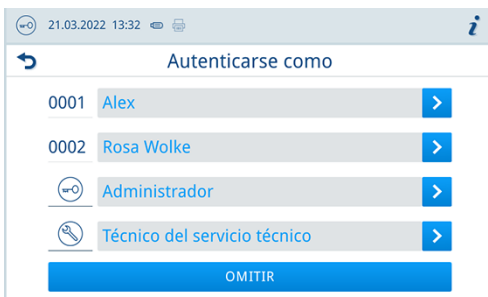 21.03.2022 13:32
Autenticarse como
0001 Alex
0002 Rosa Wolke
Administrador
Técnico del servicio técnico
OMITIR